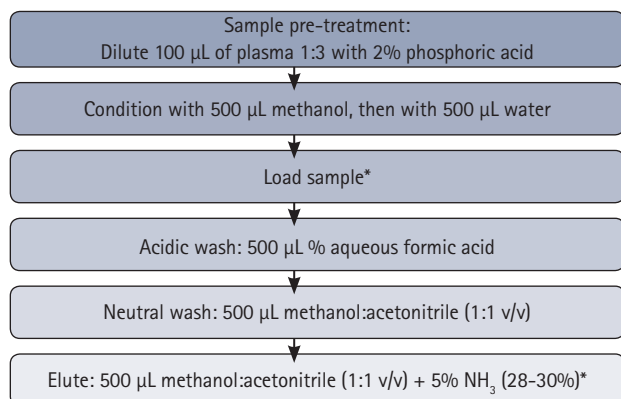 Sample pre-treatment:
Dilute 100 µL of plasma 1:3 with 2% phosphoric acid
Condition with 500 µL methanol, then with 500 µL water
Load sample*
Acidic wash: 500 µL % aqueous formic acid
Neutral wash: 500 µL methanol:acetonitrile (1:1 v/v)
Elute: 500 µL methanol:acetonitrile (1:1 v/v) + 5% NH₃ (28-30%)*